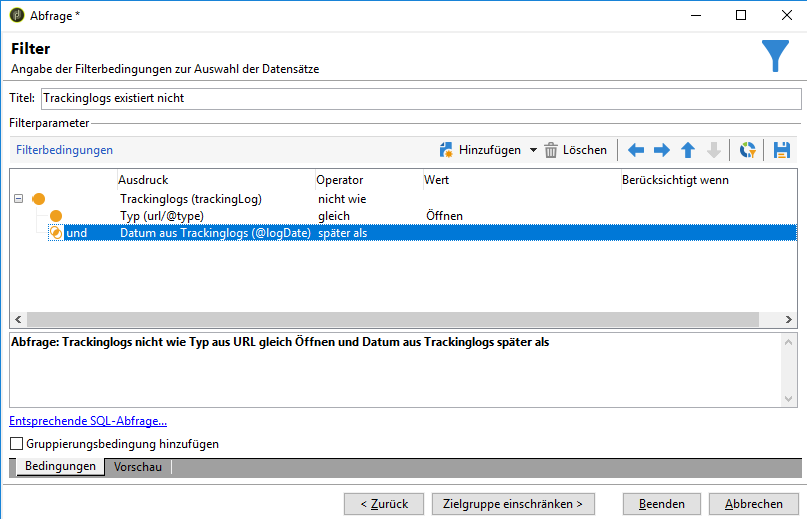 Abfrage *
Filter
Angabe der Filterbedingungen zur Auswahl der Datensätze
Titel: Trackinglogs existiert nicht
Filterparameter
Filterbedingungen Hinzufügen Löschen
Ausdruck Operator Wert Berücksichtigt wenn
Trackinglogs (trackingLog) nicht wie
Typ (url/@type) gleich Öffnen
und Datum aus Trackinglogs (@logDate) später als
Abfrage: Trackinglogs nicht wie Typ aus URL gleich Öffnen und Datum aus Trackinglogs später als
Entsprechende SQL-Abfrage...
Gruppierungsbedingung hinzufügen
Bedingungen Vorschau
< Zurück Zielgruppe einschränken > Beenden Abbrechen